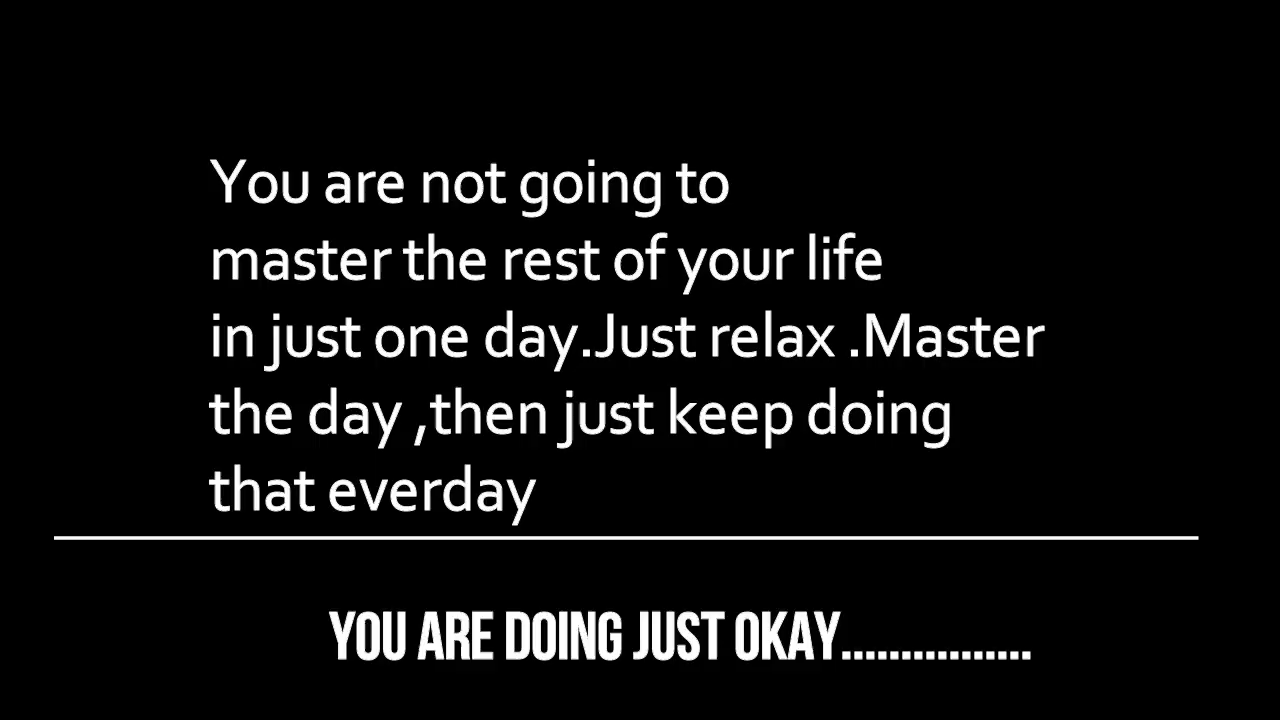 You are not going to
master the rest of your life
in just one day.Just relax .Master
the day ,then just keep doing
that everday
YOU ARE DOING JUST OKAY................